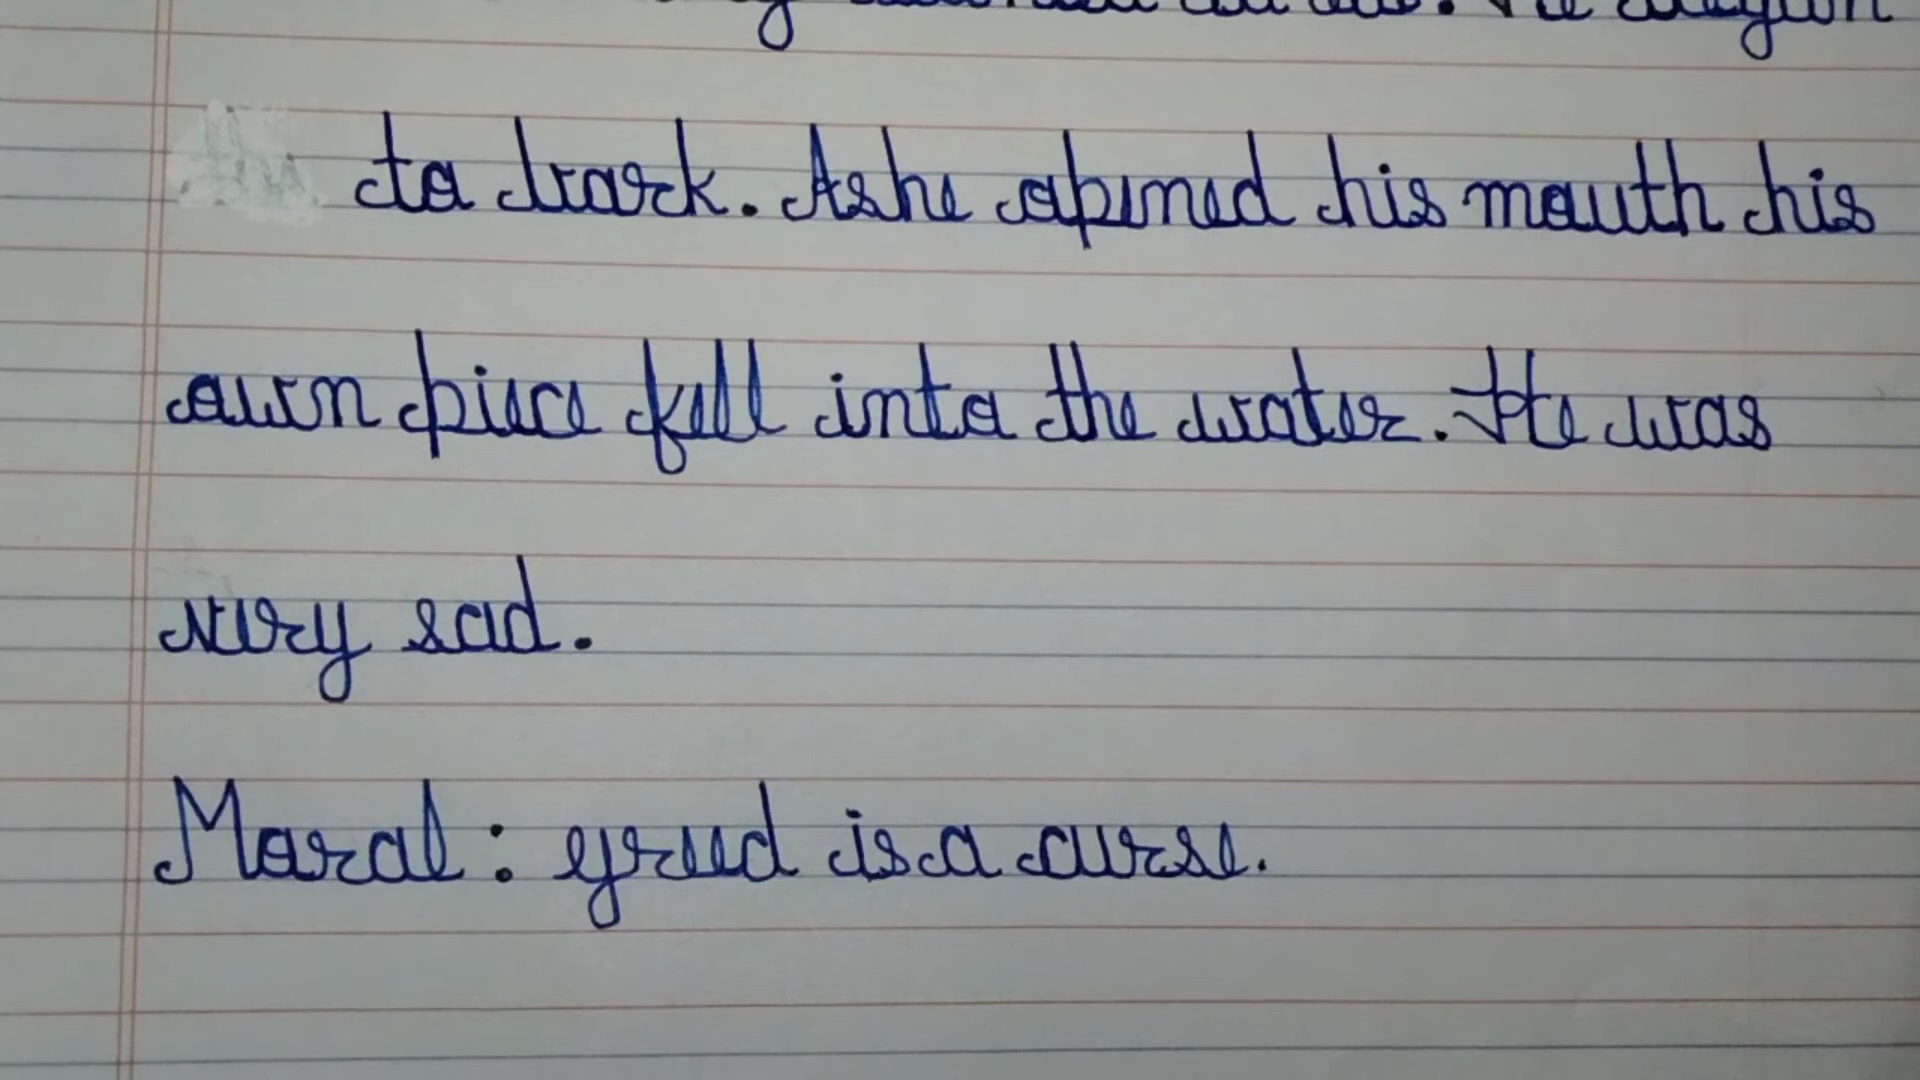 to bark. As he opened his mouth his
own piece fell into the water. He was
very sad.
Moral: greed is a curse.